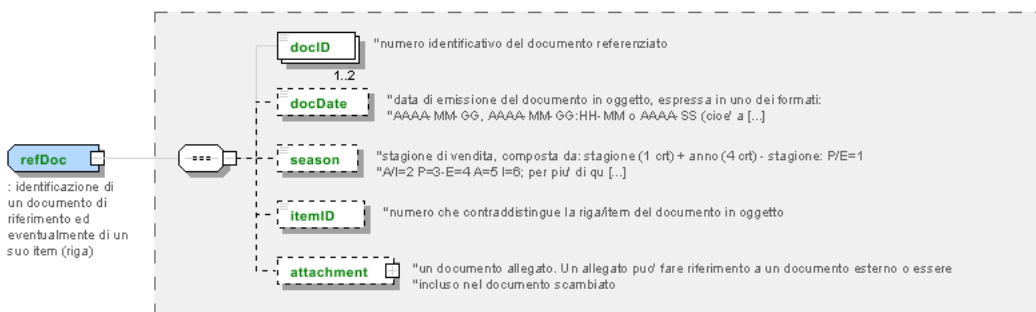 docID
"numero identificativo del documento referenziato
1..2
docDate
"data di emissione del documento in oggetto, espressa in uno dei formati:
"AAAA-MM-GG, AAAA-MM-GG:HH-MM o AAAA-SS (cioe' a [...]
refDoc
: identificazione di
un documento di
riferimento ed
eventualmente di un
suo item (riga)
season
"stagione di vendita, composta da: stagione (1 crt) + anno (4 crt) - stagione: P/E=1
"A/I=2 P=3-E=4 A=5 I=6; per piu' di qu [...]
itemID
"numero che contraddistingue la riga/item del documento in oggetto
attachment
"un documento allegato. Un allegato puo' fare riferimento a un documento esterno o essere
"incluso nel documento scambiato